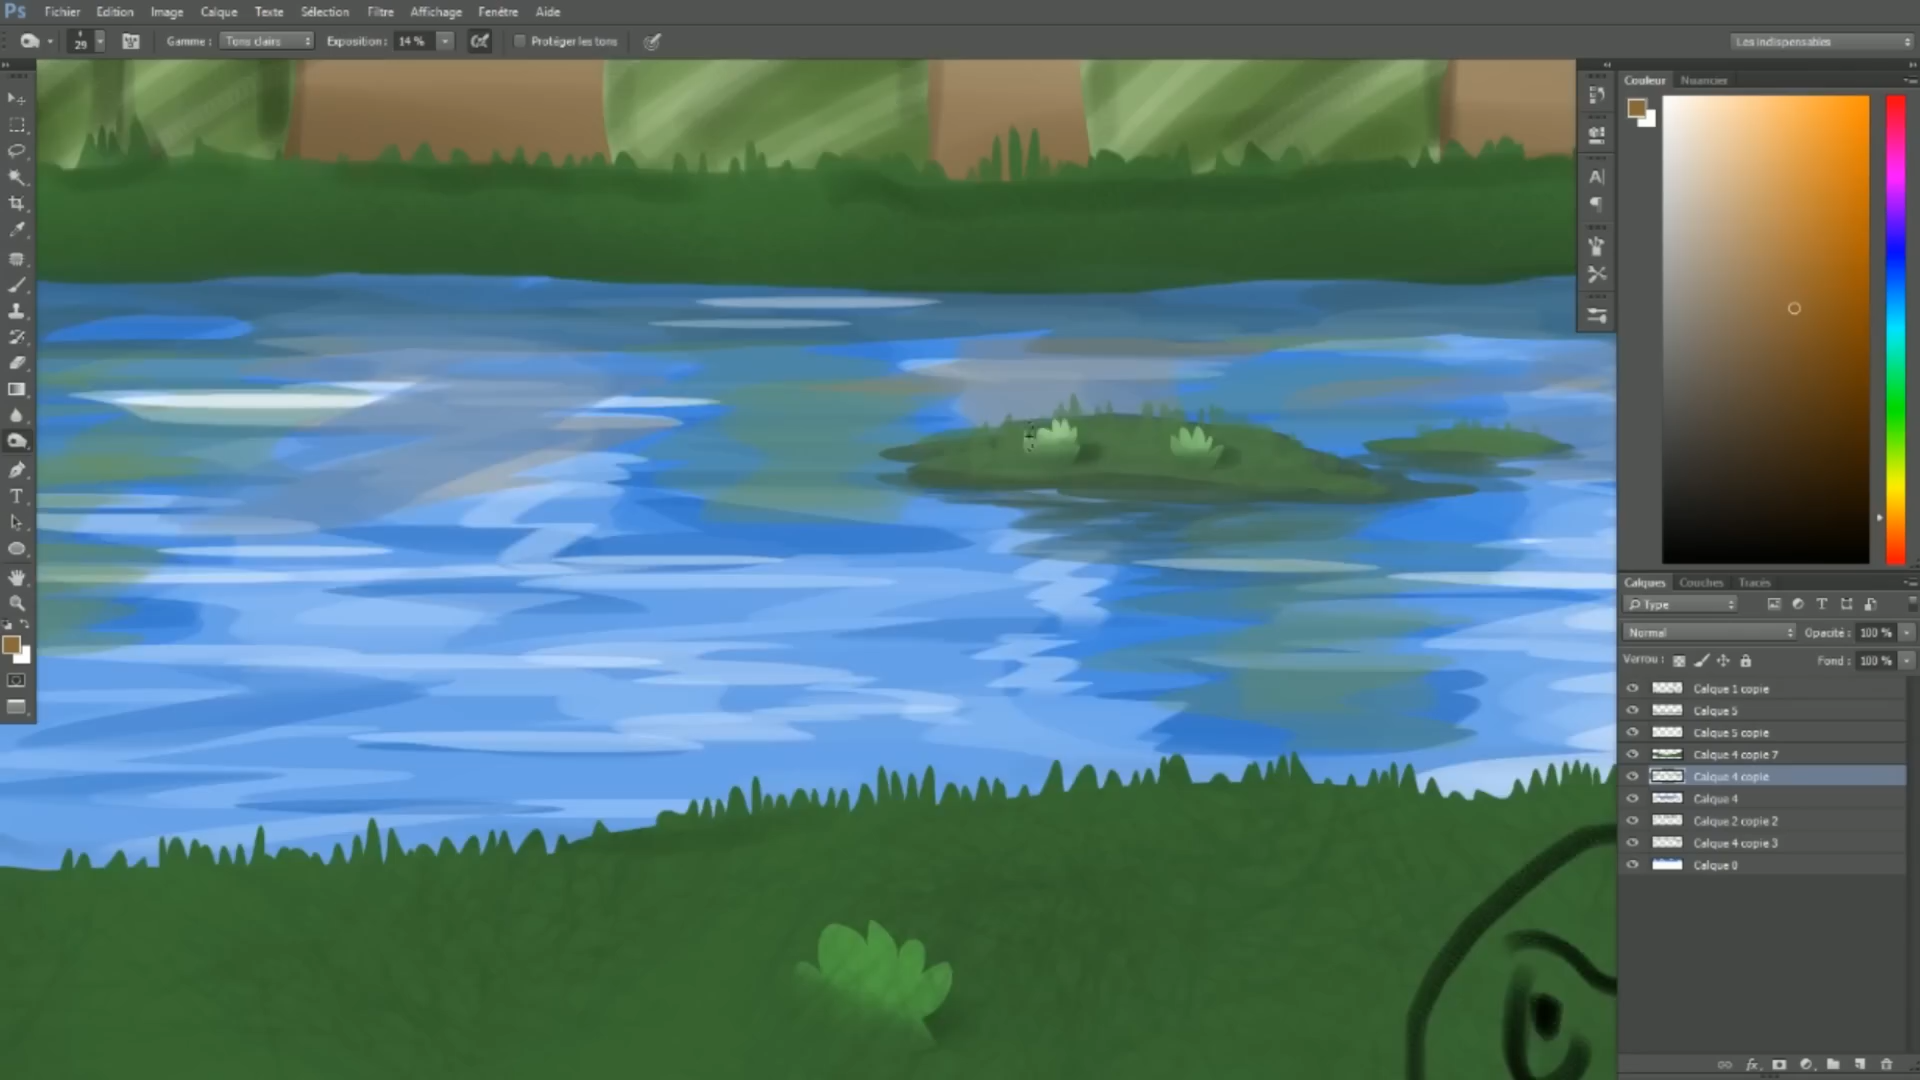 Ps Fichier Edition Image Calque Texte Sélection Filtre Affichage Fenêtre Aide
29 Gamme : Tons clairs Exposition : 14 % Protéger les tons Les indispensables
Couleur Nuancier
Calques Couches Tracés
Type
Normal Opacité : 100 %
Verrou : Fond : 100 %
Calque 1 copie
Calque 5
Calque 5 copie
Calque 4 copie 7
Calque 4 copie
Calque 4
Calque 2 copie 2
Calque 4 copie 3
Calque 0